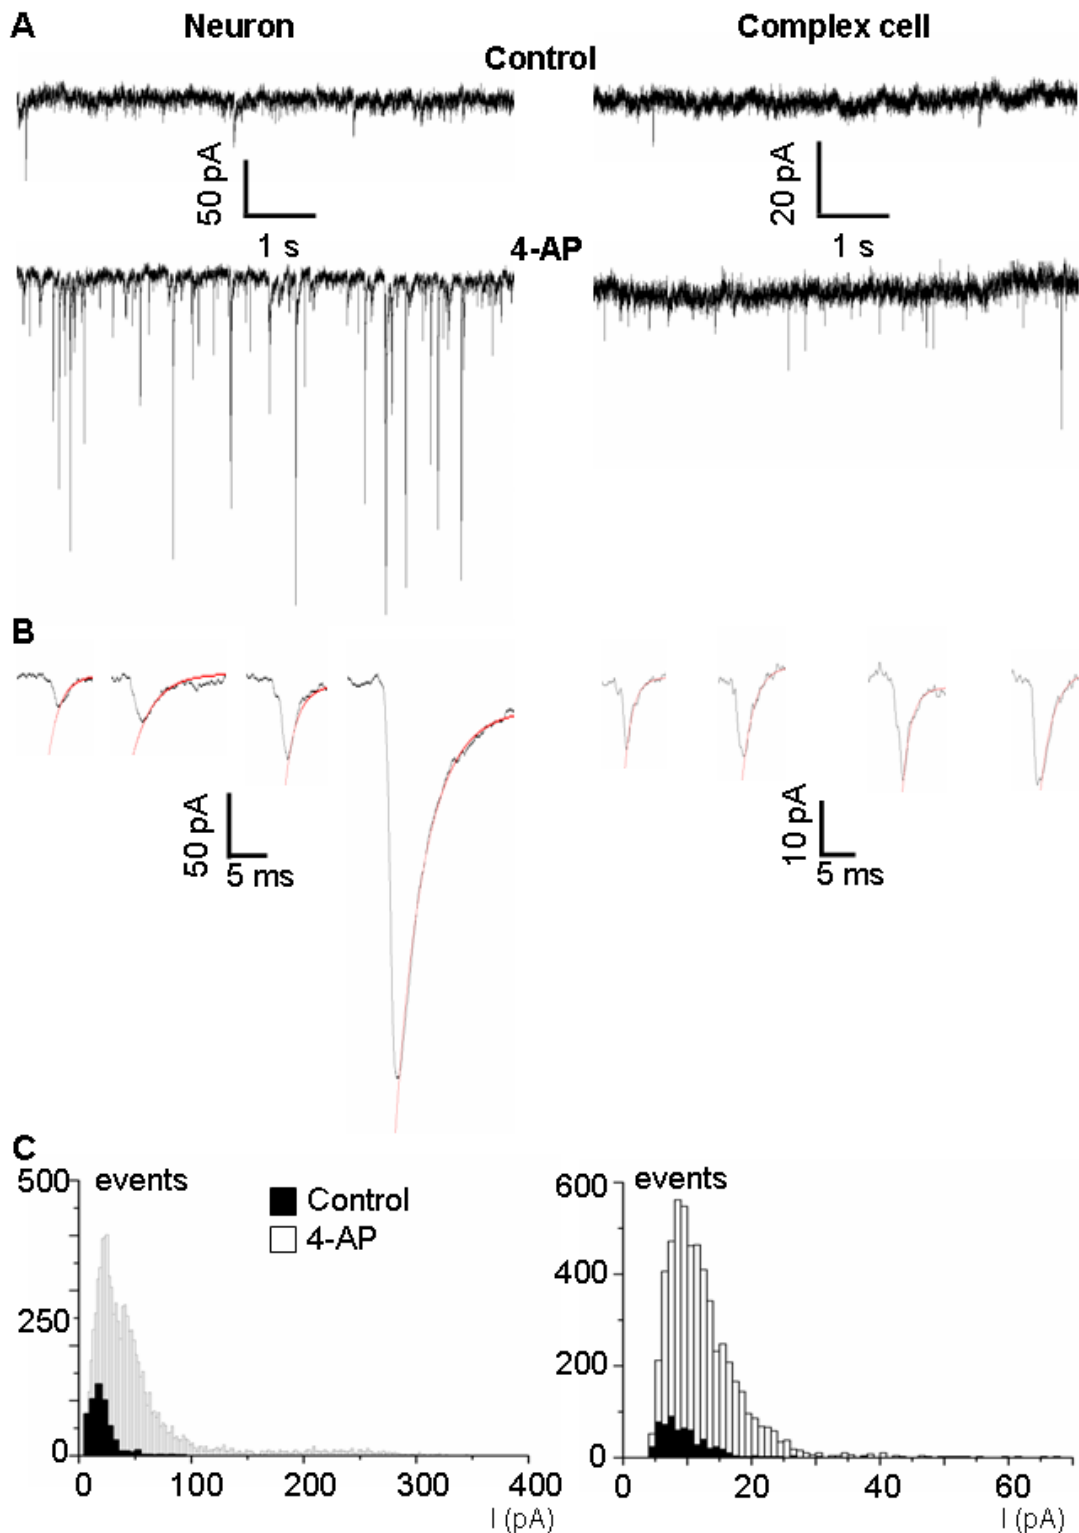 A Neuron Complex cell
Control
50 pA
1 s
20 pA
1 s
4-AP
B
50 pA
5 ms
10 pA
5 ms
C
500
events
250
0
0 100 200 300 400
I (pA)
Control
4-AP
600
events
400
200
0
0 20 40 60
I (pA)